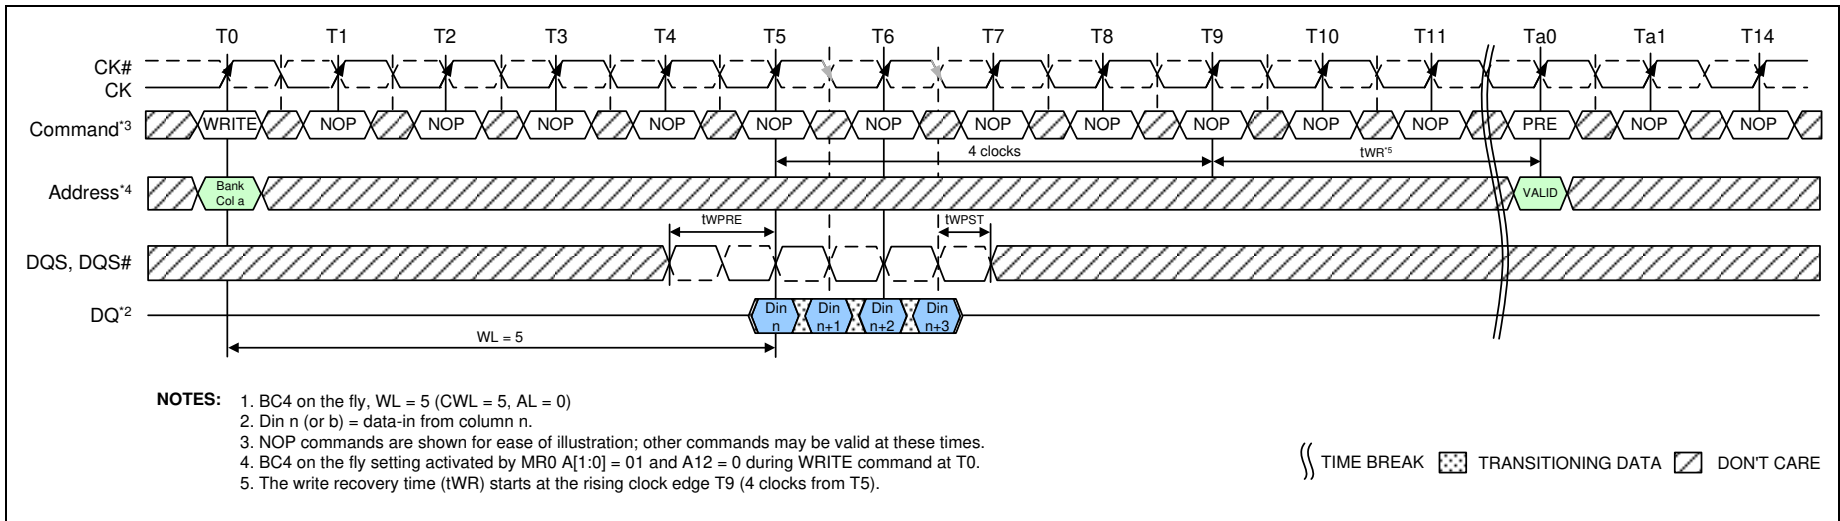 T0 T1 T2 T3 T4 T5 T6 T7 T8 T9 T10 T11 Ta0 Ta1 T14
CK#
CK
Command*3 WRITE NOP NOP NOP NOP NOP NOP NOP NOP NOP NOP NOP PRE NOP NOP
4 clocks tWR*5
Address*4 Bank Col a VALID
tWPRE tWPST
DQS, DQS#
DQ*2 Din n Din n+1 Din n+2 Din n+3
WL = 5
NOTES: 1. BC4 on the fly, WL = 5 (CWL = 5, AL = 0)
2. Din n (or b) = data-in from column n.
3. NOP commands are shown for ease of illustration; other commands may be valid at these times.
4. BC4 on the fly setting activated by MR0 A[1:0] = 01 and A12 = 0 during WRITE command at T0.
5. The write recovery time (tWR) starts at the rising clock edge T9 (4 clocks from T5).
TIME BREAK TRANSITIONING DATA DON'T CARE